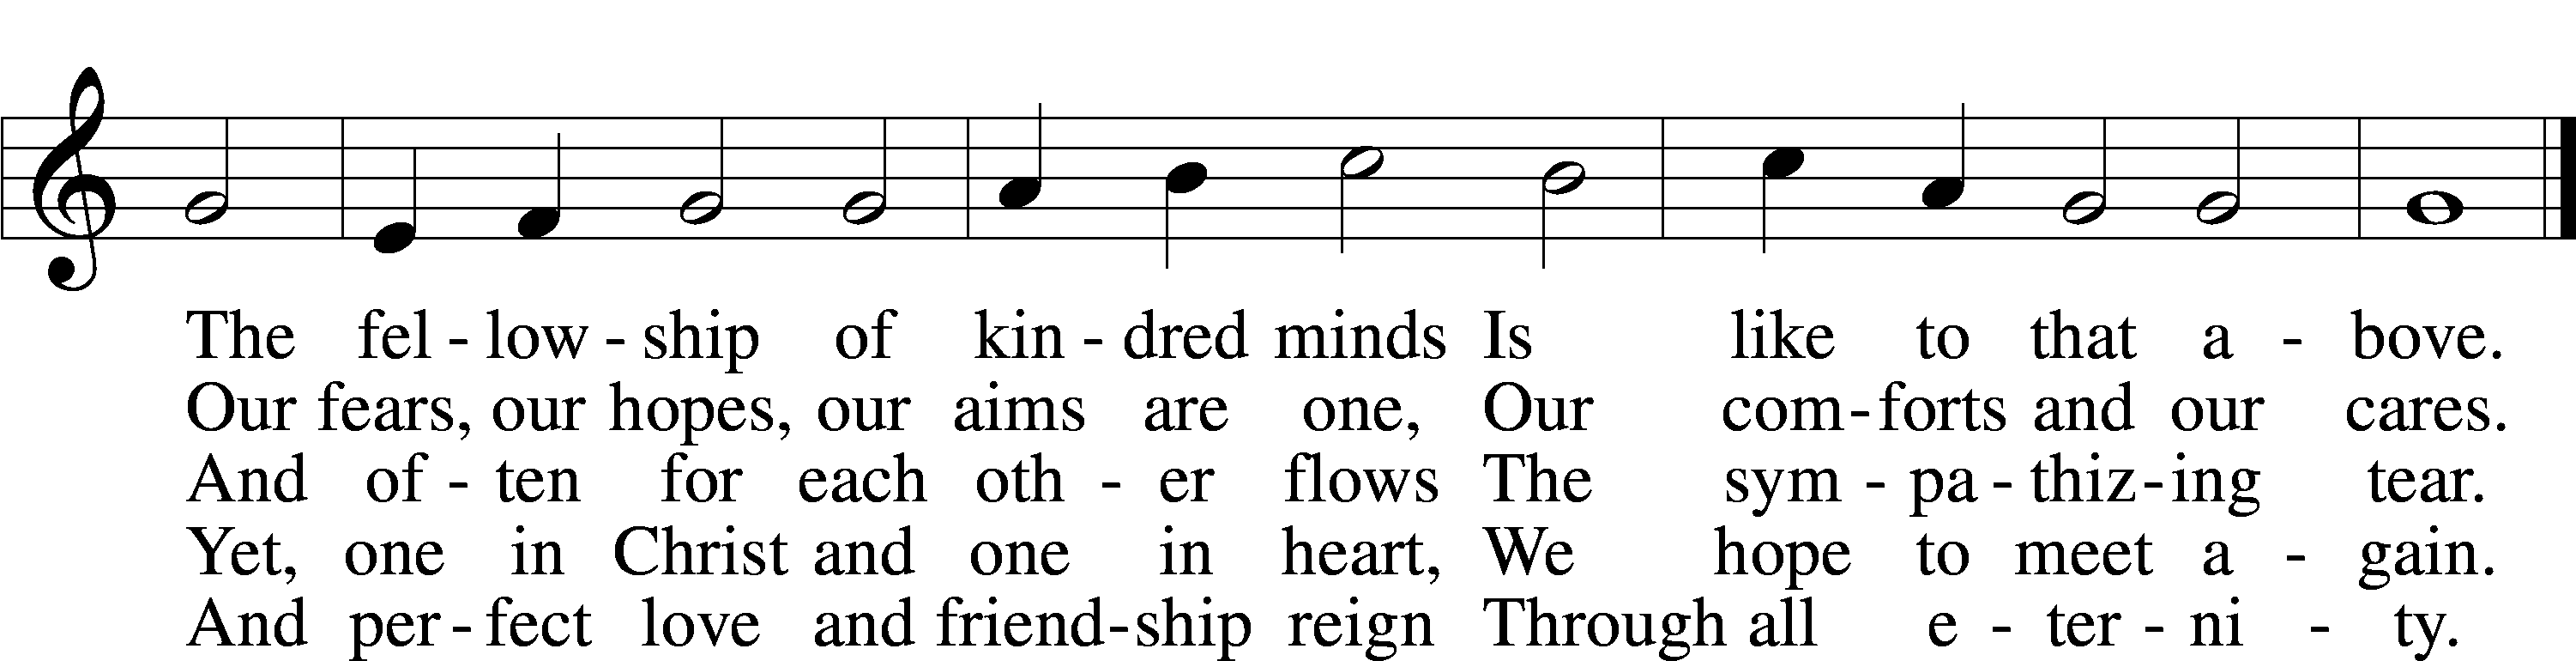 The fel - low - ship of kin - dred minds Is like to that a - bove.
Our fears, our hopes, our aims are one, Our com - forts and our cares.
And of - ten for each oth - er flows The sym - pa - thiz - ing tear.
Yet, one in Christ and one in heart, We hope to meet a - gain.
And per - fect love and friend - ship reign Through all e - ter - ni - ty.